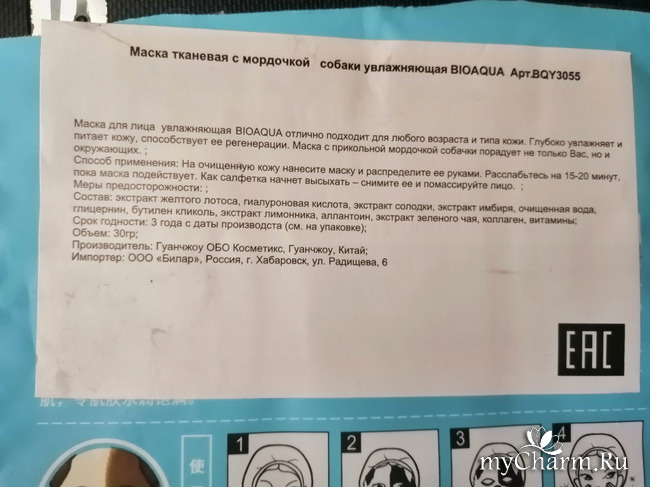 Маска тканевая с мордочкой собаки увлажняющая BIOAQUA Арт.BQY3055
Маска для лица увлажняющая BIOAQUA отлично подходит для любого возраста и типа кожи. Глубоко увлажняет и
питает кожу, способствует ее регенерации. Маска с прикольной мордочкой собачки порадует не только Вас, но и
окружающих. ;
Способ применения: На очищенную кожу нанесите маску и распределите ее руками. Расслабьтесь на 15-20 минут,
пока маска подействует. Как салфетка начнет высыхать – снимите ее и помассируйте лицо. ;
Меры предосторожности: ;
Состав: экстракт желтого лотоса, гиалуроновая кислота, экстракт солодки, экстракт имбиря, очищенная вода,
глицернин, бутилен кликоль, экстракт лимонника, аллантоин, экстракт зеленого чая, коллаген, витамины;
Срок годности: 3 года с даты производста (см. на упаковке);
Объем: 30гр;
Производитель: Гуанчжоу ОБО Косметикс, Гуанчжоу, Китай;
Импортер: ООО «Билар», Россия, г. Хабаровск, ул. Радищева, 6
EAC
使
1 2 3 4
myCharm.Ru